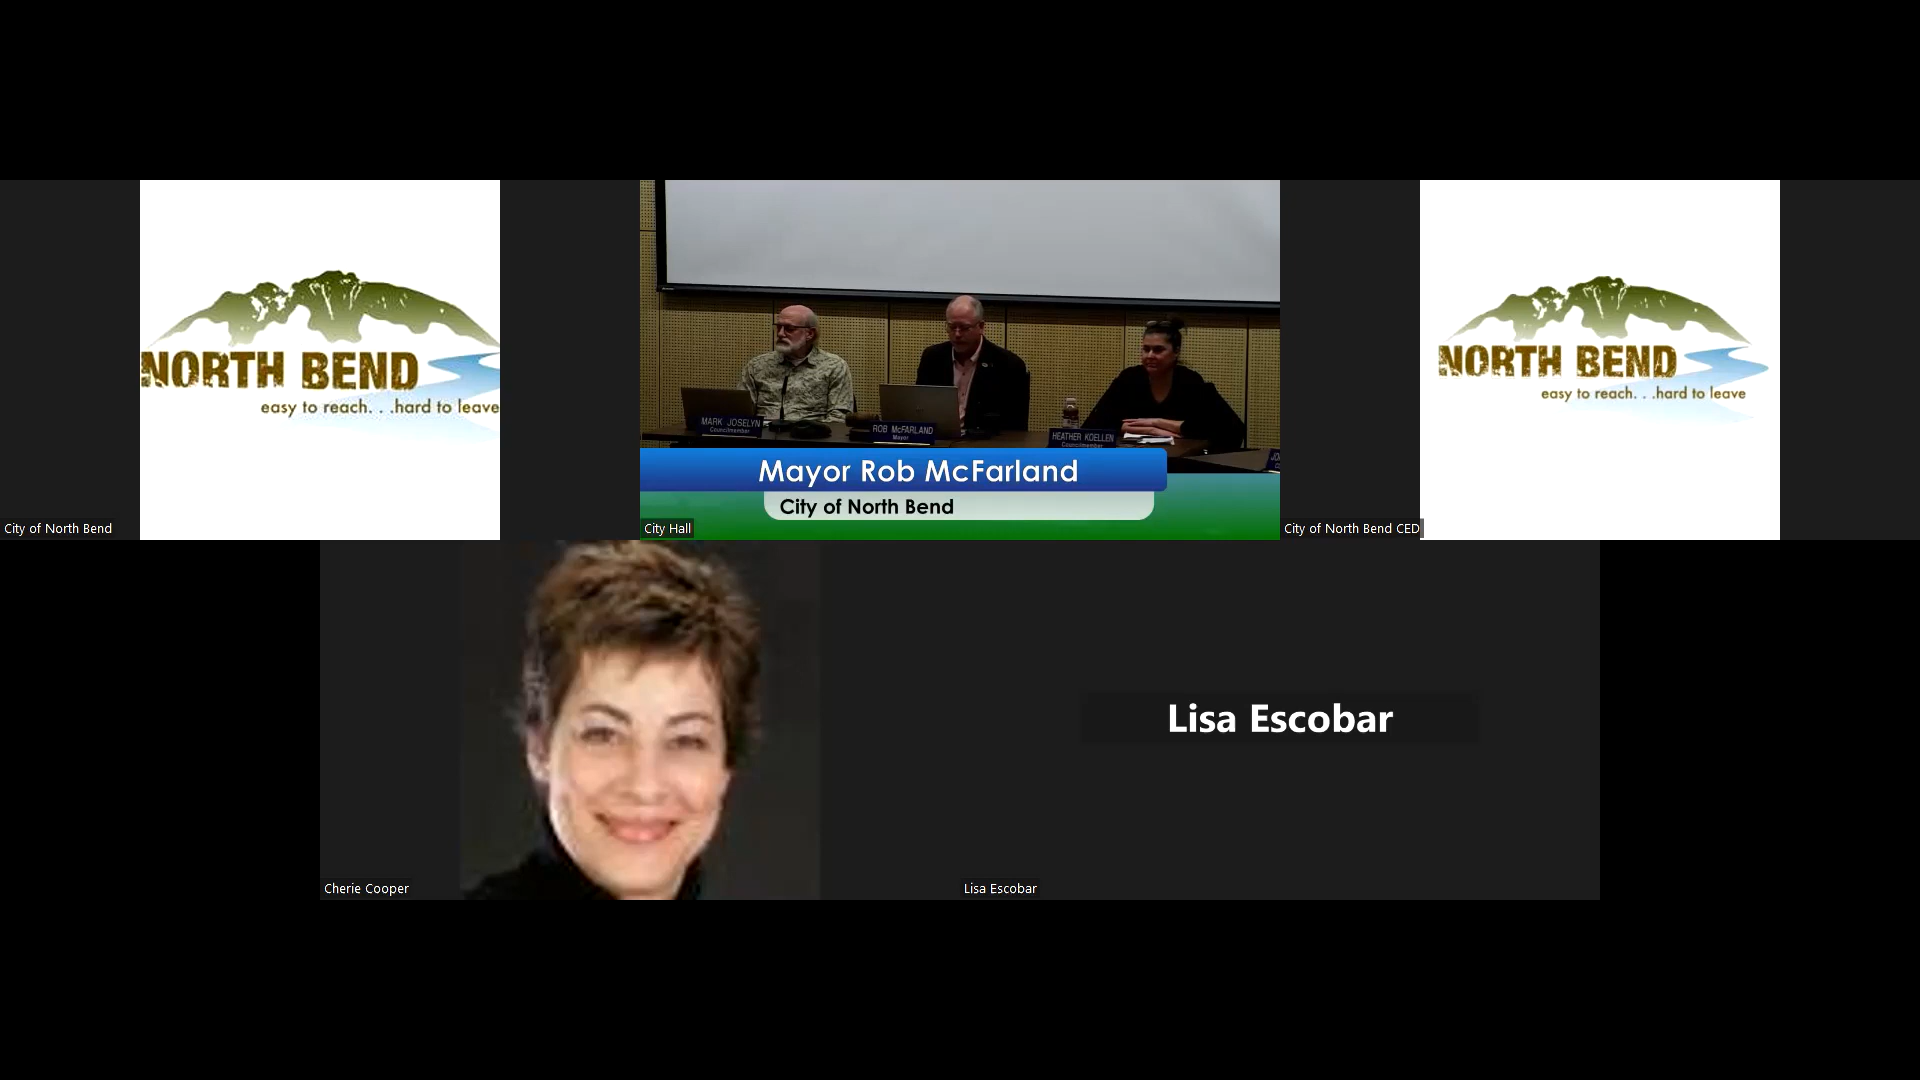 NORTH BEND
easy to reach. . .hard to leave
City of North Bend
MARK JOSELYN
Councilmember
ROB McFARLAND
Mayor
HEATHER KOELLEN
Councilmember
Mayor Rob McFarland
City of North Bend
City Hall
NORTH BEND
easy to reach. . .hard to leave
City of North Bend CED
Cherie Cooper
Lisa Escobar
Lisa Escobar